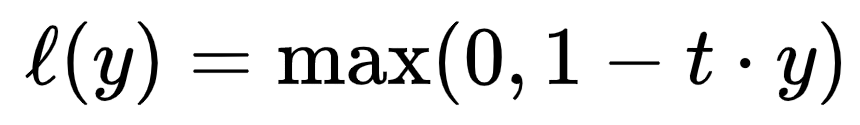 ℓ(y) = max(0, 1 − t · y)